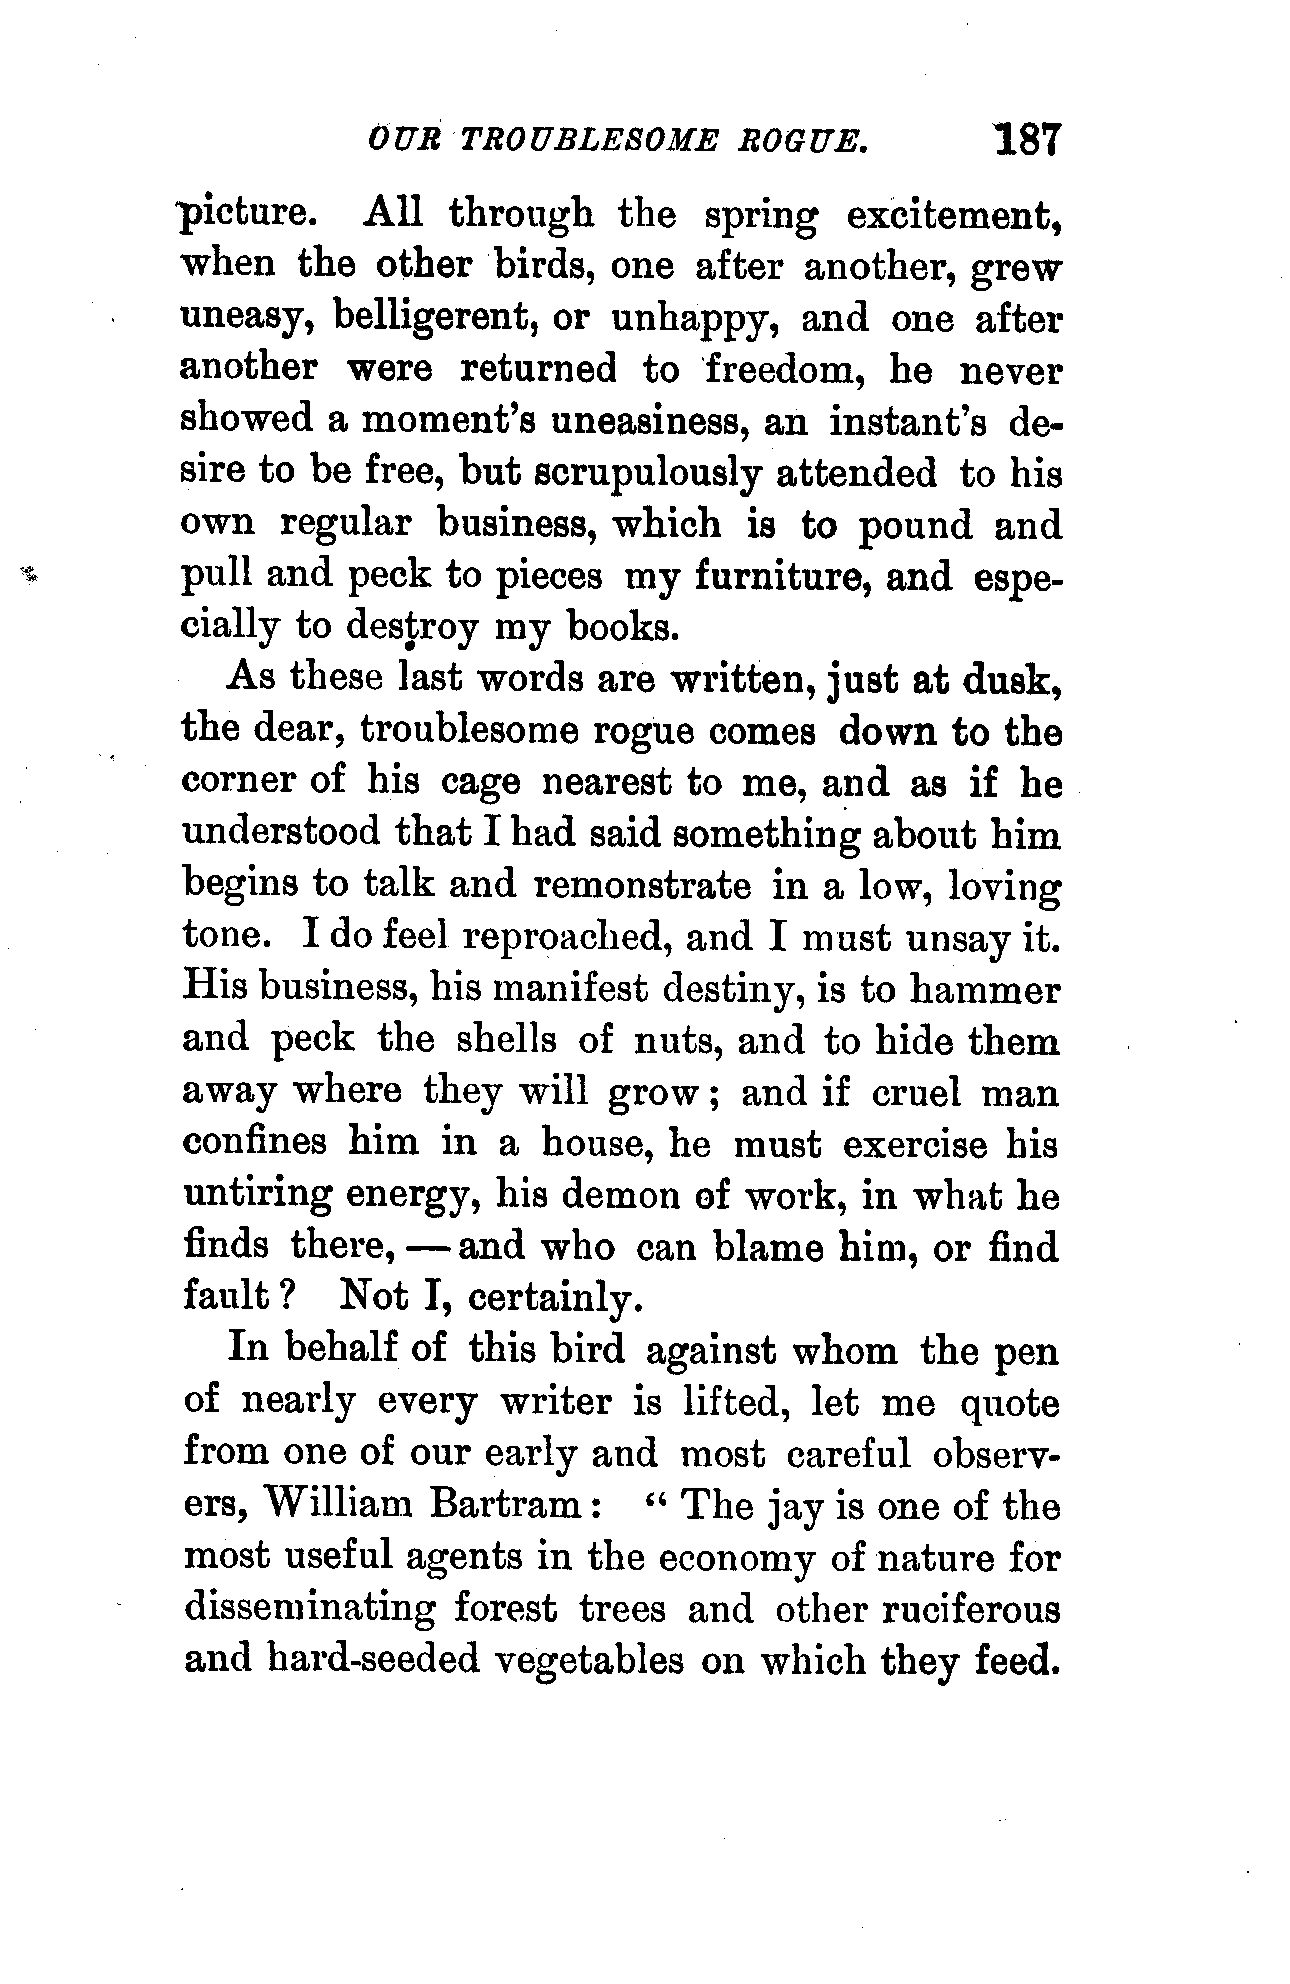 OUR TROUBLESOME ROGUE. 187
picture. All through the spring excitement,
when the other birds, one after another, grew
uneasy, belligerent, or unhappy, and one after
another were returned to freedom, he never
showed a moment's uneasiness, an instant's de-
sire to be free, but scrupulously attended to his
own regular business, which is to pound and
pull and peck to pieces my furniture, and espe-
cially to destroy my books.
As these last words are written, just at dusk,
the dear, troublesome rogue comes down to the
corner of his cage nearest to me, and as if he
understood that I had said something about him
begins to talk and remonstrate in a low, loving
tone. I do feel reproached, and I must unsay it.
His business, his manifest destiny, is to hammer
and peck the shells of nuts, and to hide them
away where they will grow; and if cruel man
confines him in a house, he must exercise his
untiring energy, his demon of work, in what he
finds there, — and who can blame him, or find
fault? Not I, certainly.
In behalf of this bird against whom the pen
of nearly every writer is lifted, let me quote
from one of our early and most careful observ-
ers, William Bartram: "The jay is one of the
most useful agents in the economy of nature for
disseminating forest trees and other ruciferous
and hard-seeded vegetables on which they feed.